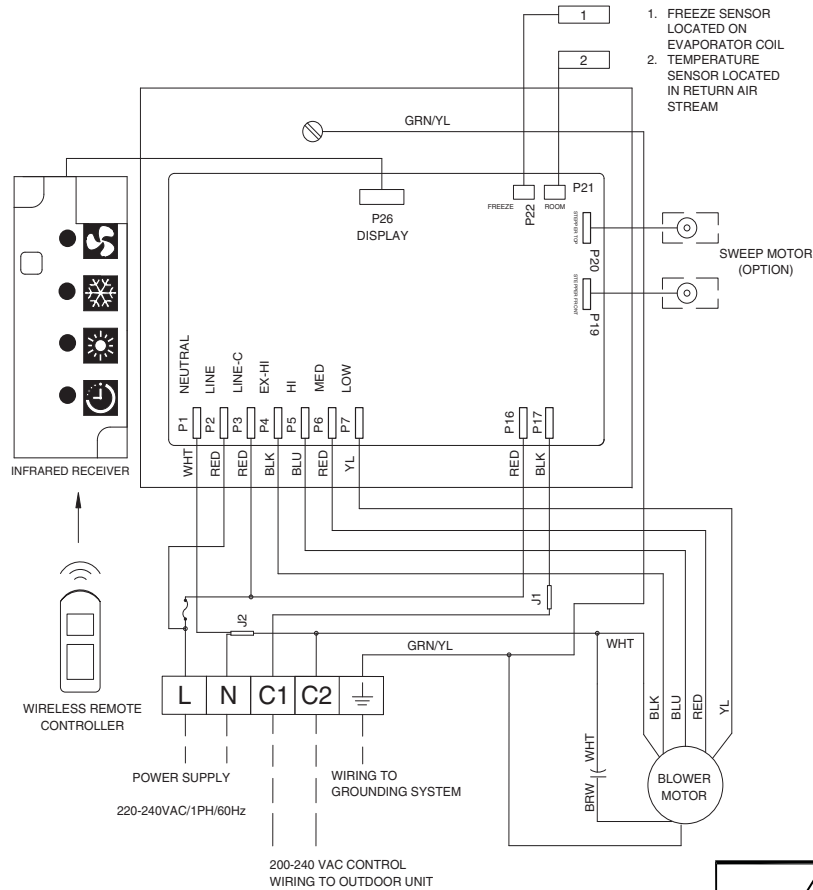 1
2
1. FREEZE SENSOR
LOCATED ON
EVAPORATOR COIL
2. TEMPERATURE
SENSOR LOCATED
IN RETURN AIR
STREAM
GRN/YL
P26
DISPLAY
FREEZE
P22
ROOM
P21
STEPPER TOP
P20
STEPPER FRONT
P19
SWEEP MOTOR
(OPTION)
NEUTRAL
LINE
LINE-C
EX-HI
HI
MED
LOW
P1
P2
P3
P4
P5
P6
P7
P16
P17
WHT
RED
RED
BLK
BLU
RED
YL
RED
BLK
INFRARED RECEIVER
J1
J2
GRN/YL
WHT
L
N
C1
C2
WIRELESS REMOTE
CONTROLLER
BLK
BLU
RED
YL
WHT
BRW
BLOWER
MOTOR
POWER SUPPLY
220-240VAC/1PH/60Hz
WIRING TO
GROUNDING SYSTEM
200-240 VAC CONTROL
WIRING TO OUTDOOR UNIT